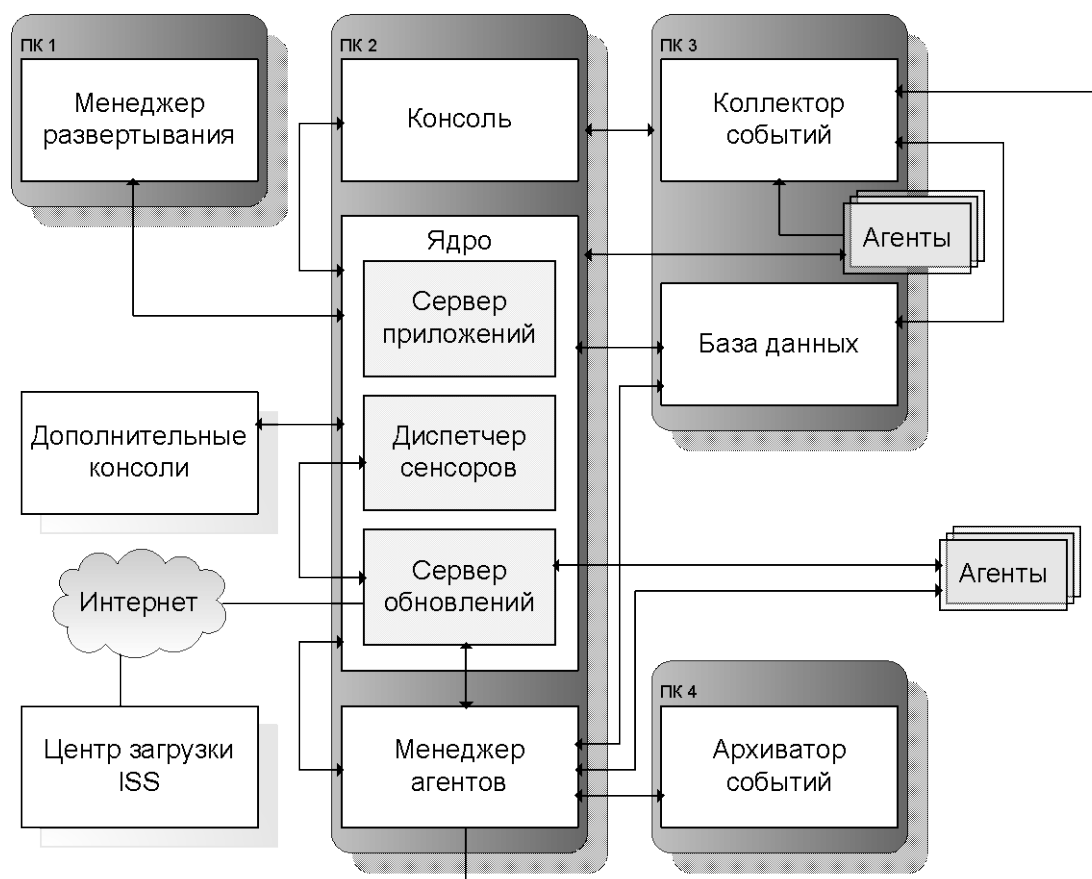 ПК 1
Менеджер
развертывания
ПК 2
Консоль
Ядро
Сервер
приложений
Диспетчер
сенсоров
Сервер
обновлений
Менеджер
агентов
ПК 3
Коллектор
событий
Агенты
База данных
Дополнительные
консоли
Интернет
Центр загрузки
ISS
Агенты
ПК 4
Архиватор
событий